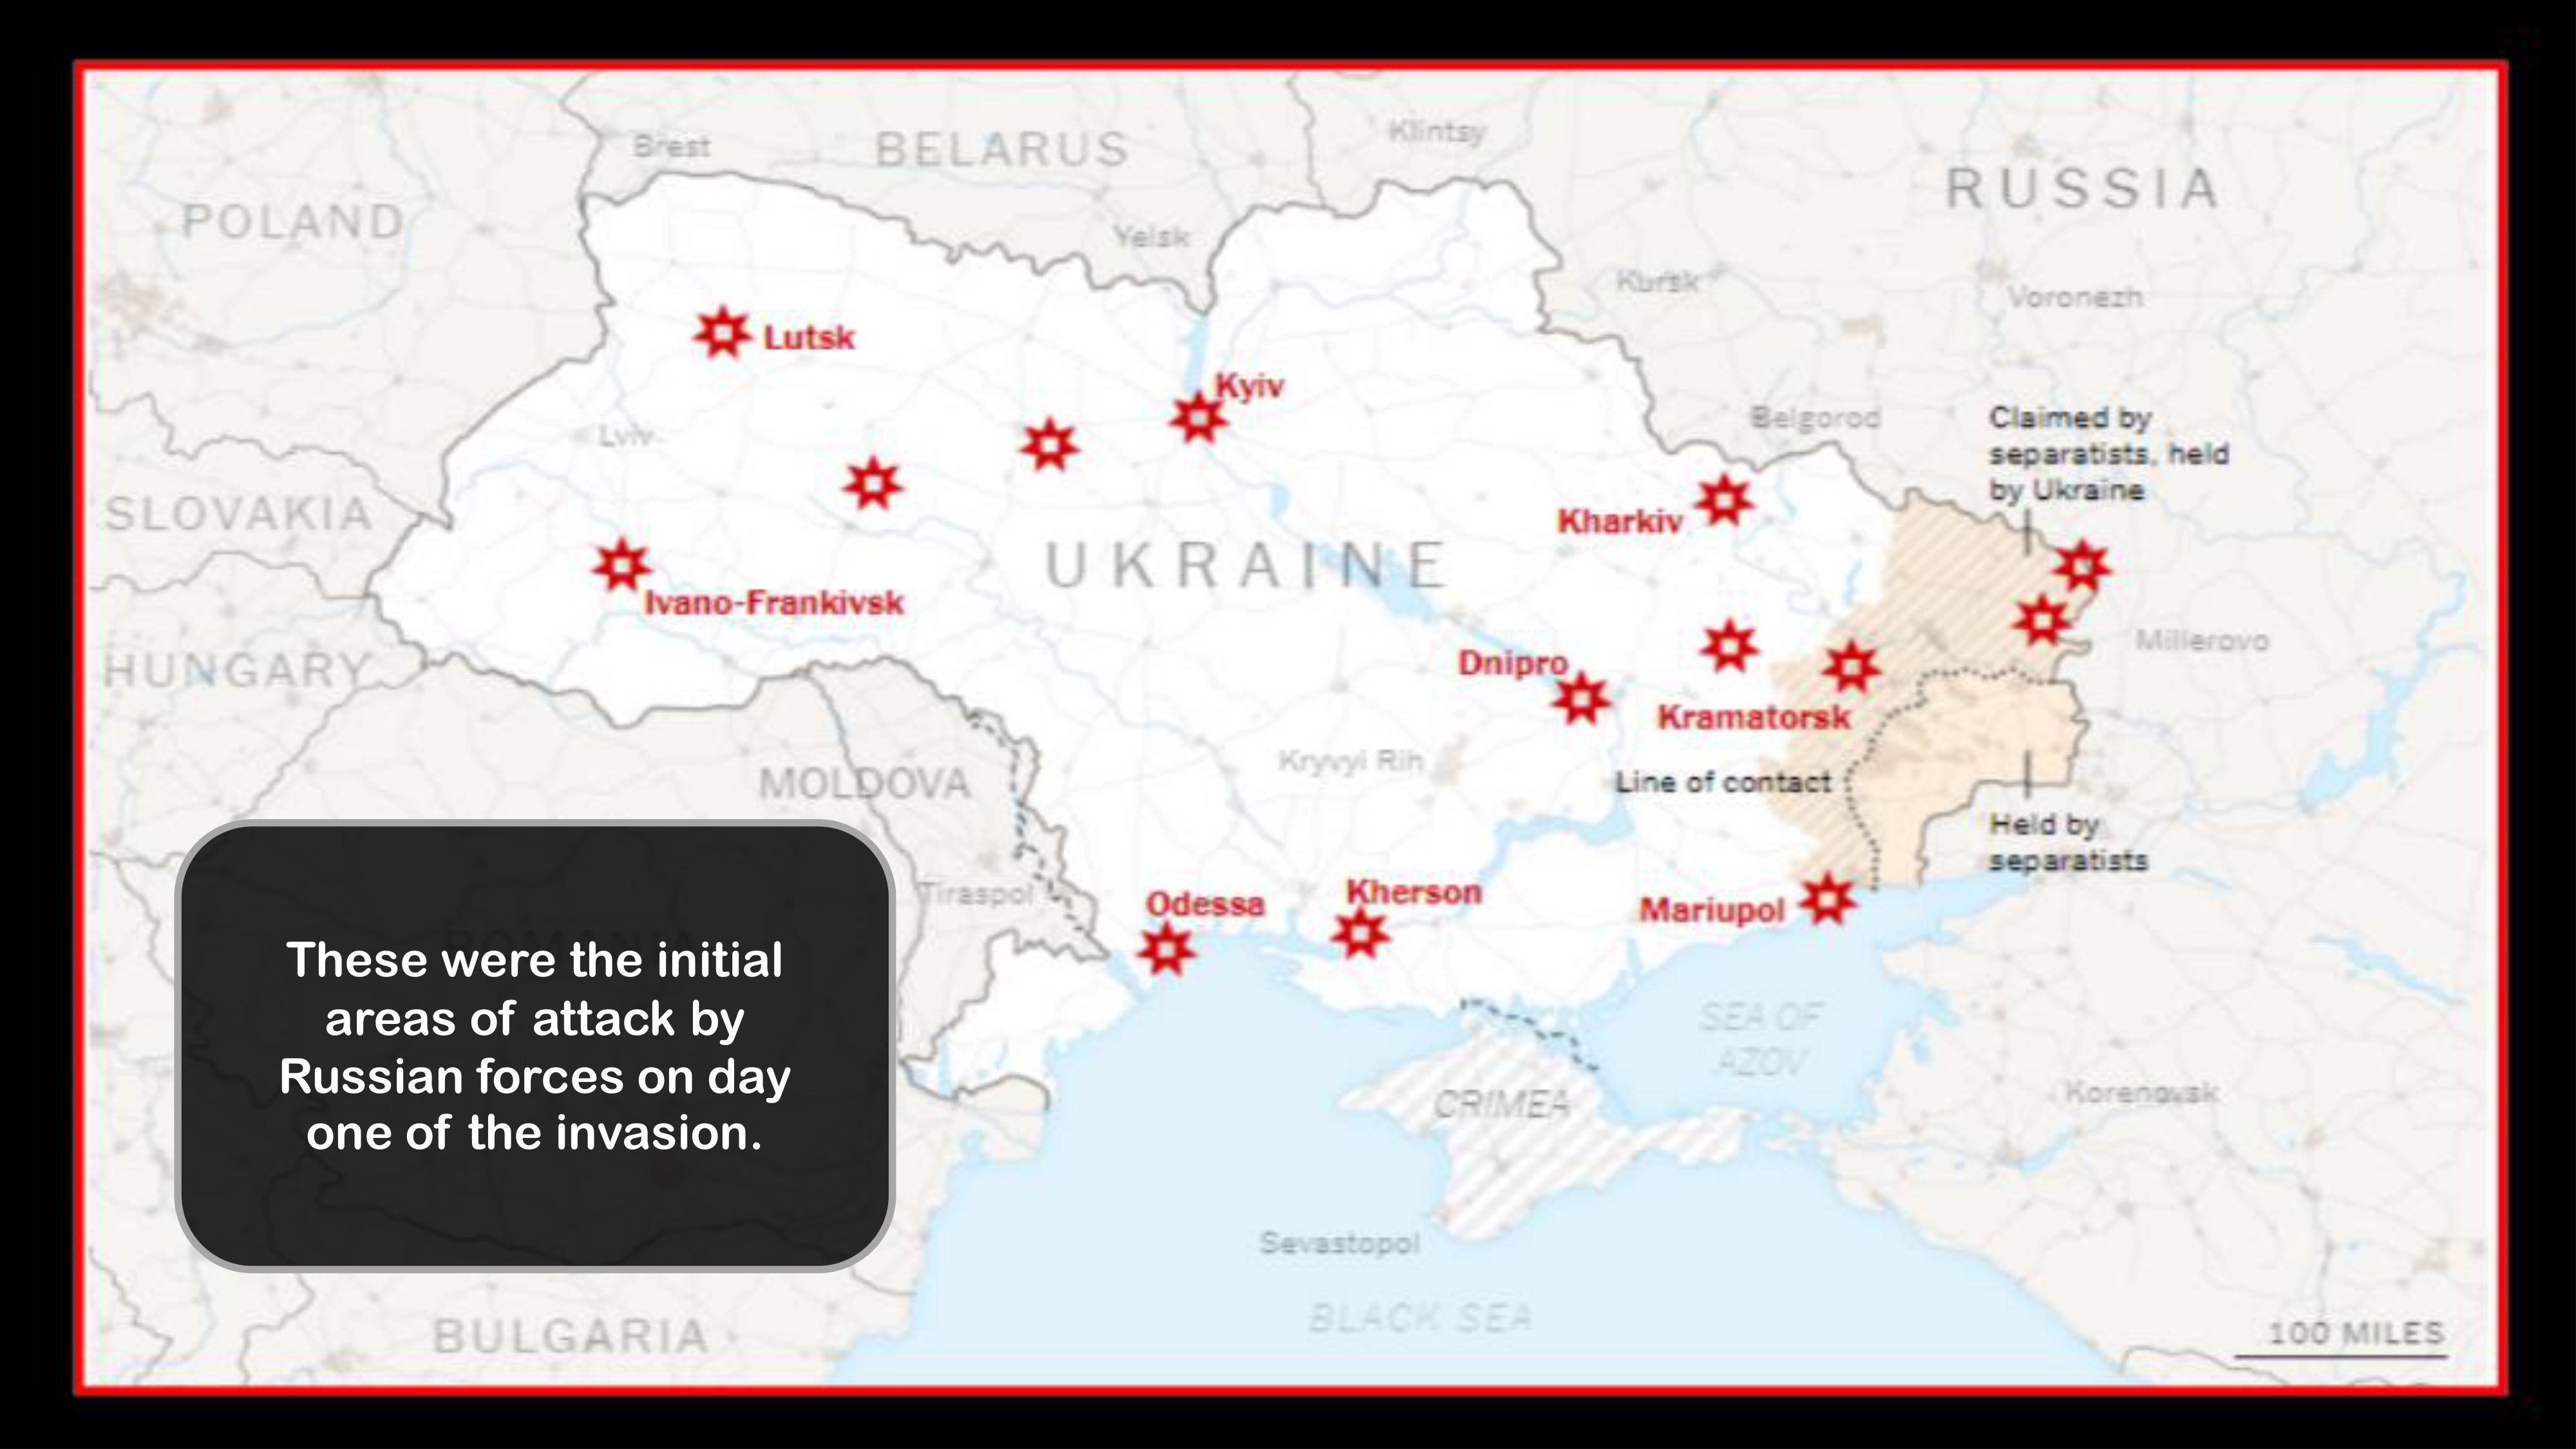 Brest
BELARUS
Klintsy
RUSSIA
POLAND
Yelsk
Kursk
Voronezh
Lutsk
Kyiv
Lviv
Belgorod
Claimed by
separatists, held
by Ukraine
SLOVAKIA
Kharkiv
UKRAINE
Ivano-Frankivsk
HUNGARY
Millerovo
Dnipro
Kramatorsk
Kryvyi Rih
Line of contact
MOLDOVA
Held by
separatists
Tiraspol
Odessa
Kherson
Mariupol
ROMANIA
These were the initial
areas of attack by
Russian forces on day
one of the invasion.
SEA OF
AZOV
CRIMEA
Korenovsk
Sevastopol
BLACK SEA
BULGARIA
100 MILES